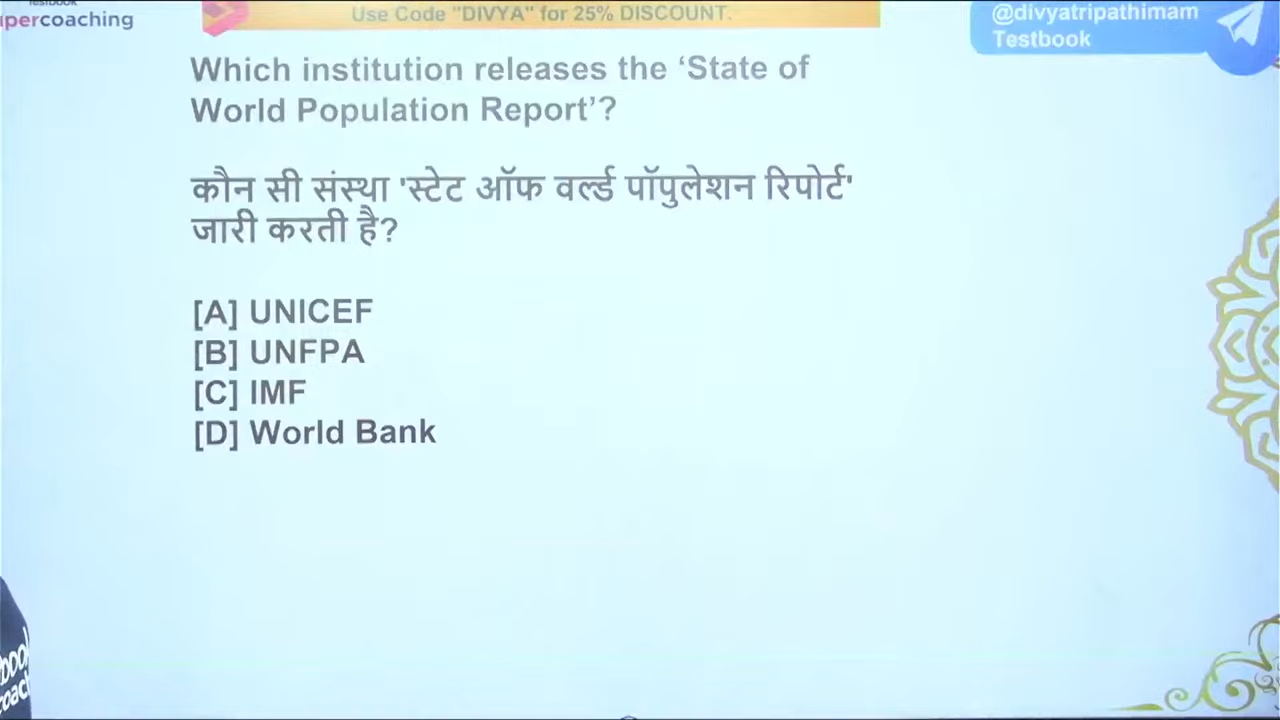 percoaching
Use Code "DIVYA" for 25% DISCOUNT.
@divyatripathimam
Testbook
Which institution releases the ‘State of
World Population Report’?
कौन सी संस्था 'स्टेट ऑफ वर्ल्ड पॉपुलेशन रिपोर्ट'
जारी करती है?
[A] UNICEF
[B] UNFPA
[C] IMF
[D] World Bank